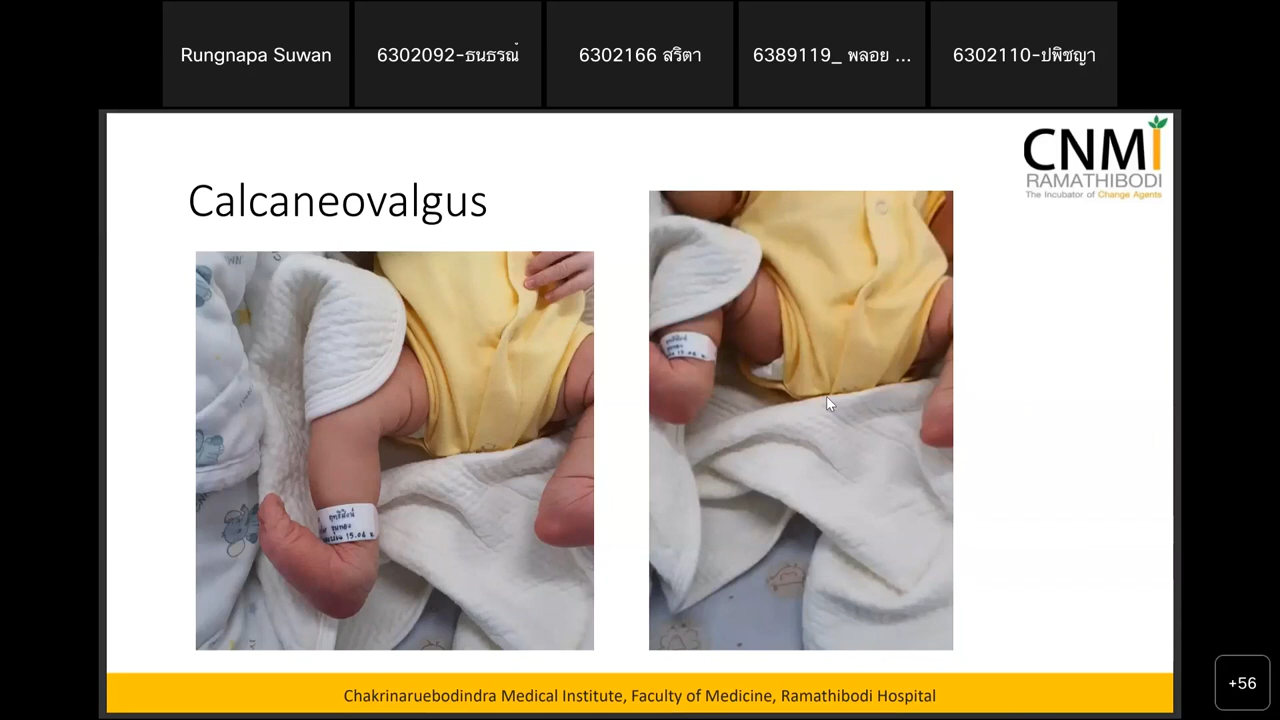 Rungnapa Suwan
6302092-ธนธรณ์
6302166 สริตา
6389119_ พลอย ...
6302110-ปพิชญา
CNMI
RAMATHIBODI
The Incubator of Change Agents
Calcaneovalgus
Chakrinaruebodindra Medical Institute, Faculty of Medicine, Ramathibodi Hospital
+56